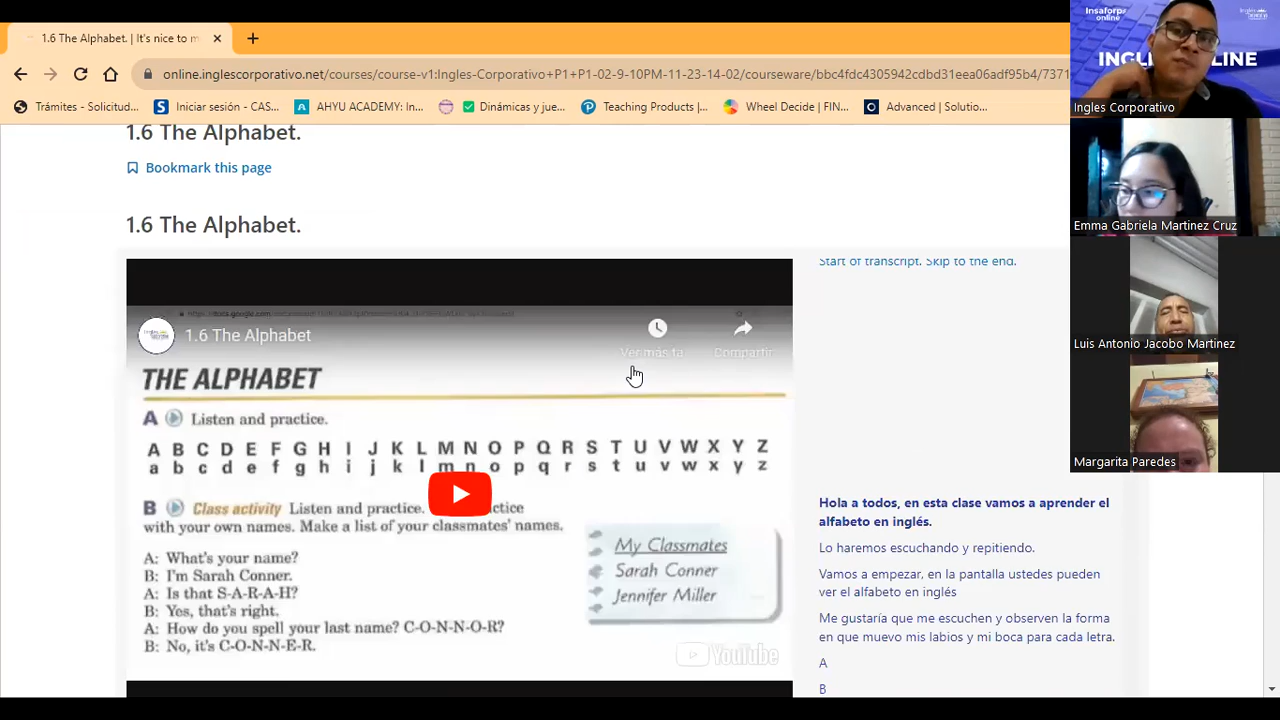 1.6 The Alphabet. | It's nice to m
online.inglescorporativo.net/courses/course-v1:Ingles-Corporativo+P1+P1-02-9-10PM-11-23-14-02/courseware/bbc4fdc4305942cdbd31eea06adf95b4/7371
Trámites - Solicitud...
Iniciar sesión - CAS...
AHYU ACADEMY: In...
Dinámicas y jue...
Teaching Products |...
Wheel Decide | FIN...
Advanced | Solutio...
1.6 The Alphabet.
Bookmark this page
1.6 The Alphabet.
1.6 The Alphabet
Ver más ta
Compartir
THE ALPHABET
A Listen and practice.
A B C D E F G H I J K L M N O P Q R S T U V W X Y Z
a b c d e f g h i j k l m n o p q r s t u v w x y z
B Class activity Listen and practice.
with your own names. Make a list of your classmates' names.
A: What's your name?
B: I'm Sarah Conner.
A: Is that S-A-R-A-H?
B: Yes, that's right.
A: How do you spell your last name? C-O-N-N-O-R?
B: No, it's C-O-N-N-E-R.
My Classmates
Sarah Conner
Jennifer Miller
YouTube
Start of transcript. Skip to the end.
Hola a todos, en esta clase vamos a aprender el
alfabeto en inglés.
Lo haremos escuchando y repitiendo.
Vamos a empezar, en la pantalla ustedes pueden
ver el alfabeto en inglés
Me gustaría que me escuchen y observen la forma
en que muevo mis labios y mi boca para cada letra.
A
B
Insaforp
online
Ingles Corporativo
Emma Gabriela Martinez Cruz
Luis Antonio Jacobo Martinez
Margarita Paredes